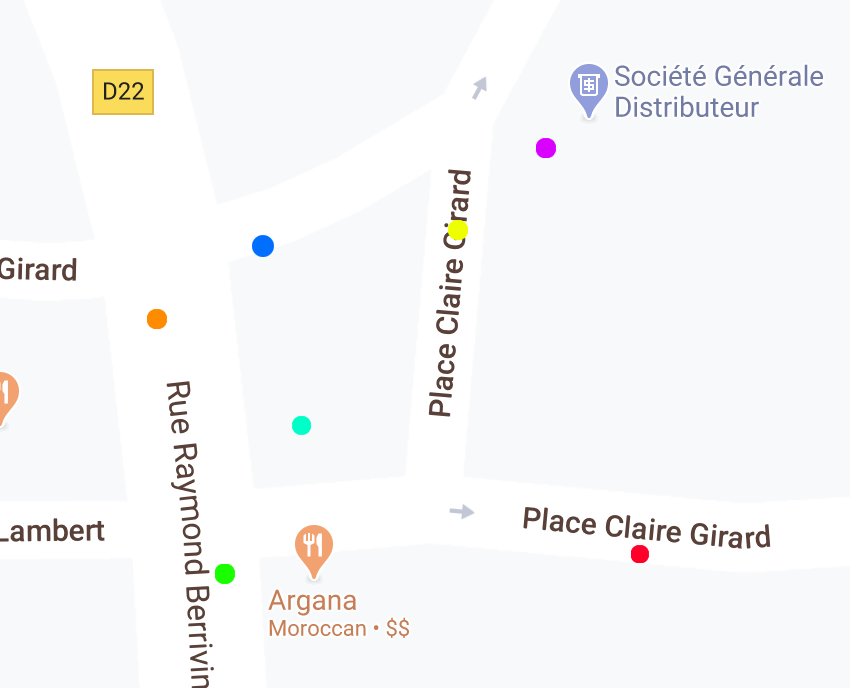 D22
Société Générale
Distributeur
Place Claire Girard
Girard
Rue Raymond Berrivin
Lambert
Place Claire Girard
Argana
Moroccan • $$